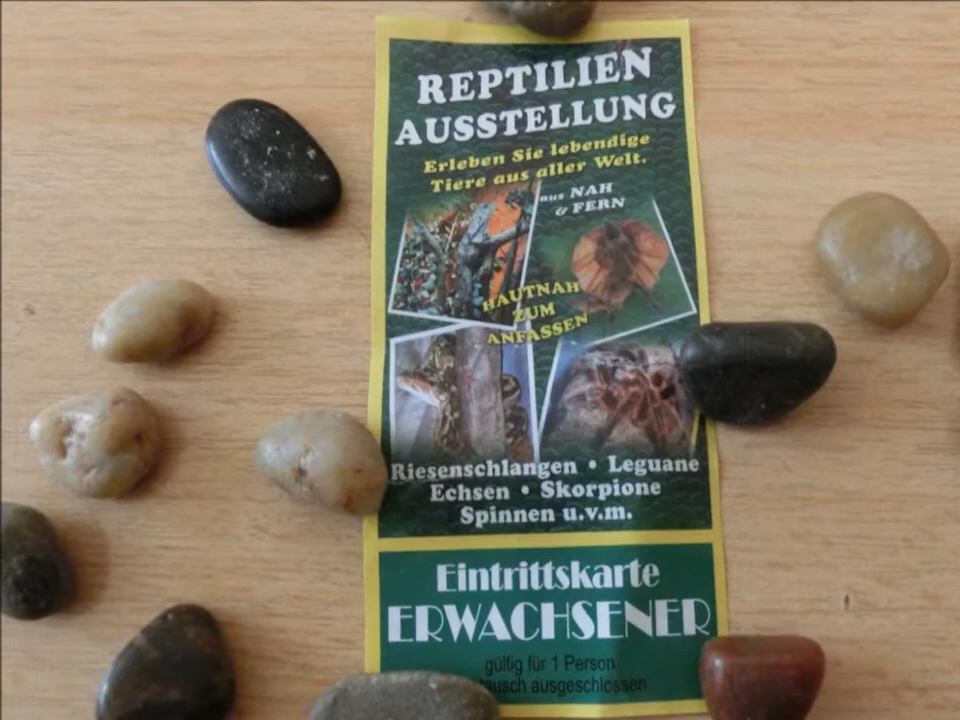 REPTILIEN
AUSSTELLUNG
Erleben Sie lebendige
Tiere aus aller Welt.
aus NAH
& FERN
HAUTNAH
ZUM
ANFASSEN
Riesenschlangen • Leguane
Echsen • Skorpione
Spinnen u.v.m.
Eintrittskarte
ERWACHSENER
gültig für 1 Person
tausch ausgeschlossen